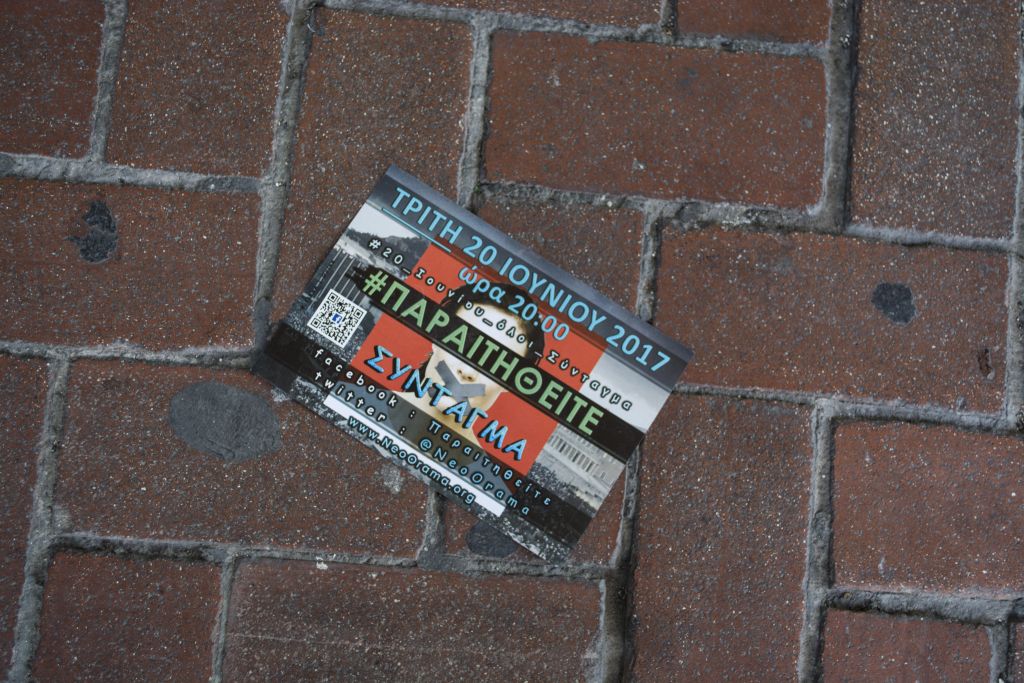 ΤΡΙΤΗ 20 ΙΟΥΝΙΟΥ 2017
ώρα 20:00
#20_Ιουνίου_όλοι_Σύνταγμα
#ΠΑΡΑΙΤΗΘΕΙΤΕ
ΣΥΝΤΑΓΜΑ
facebook : Παραιτηθείτε
twitter : @NeoOrama
www.NeoOrama.org